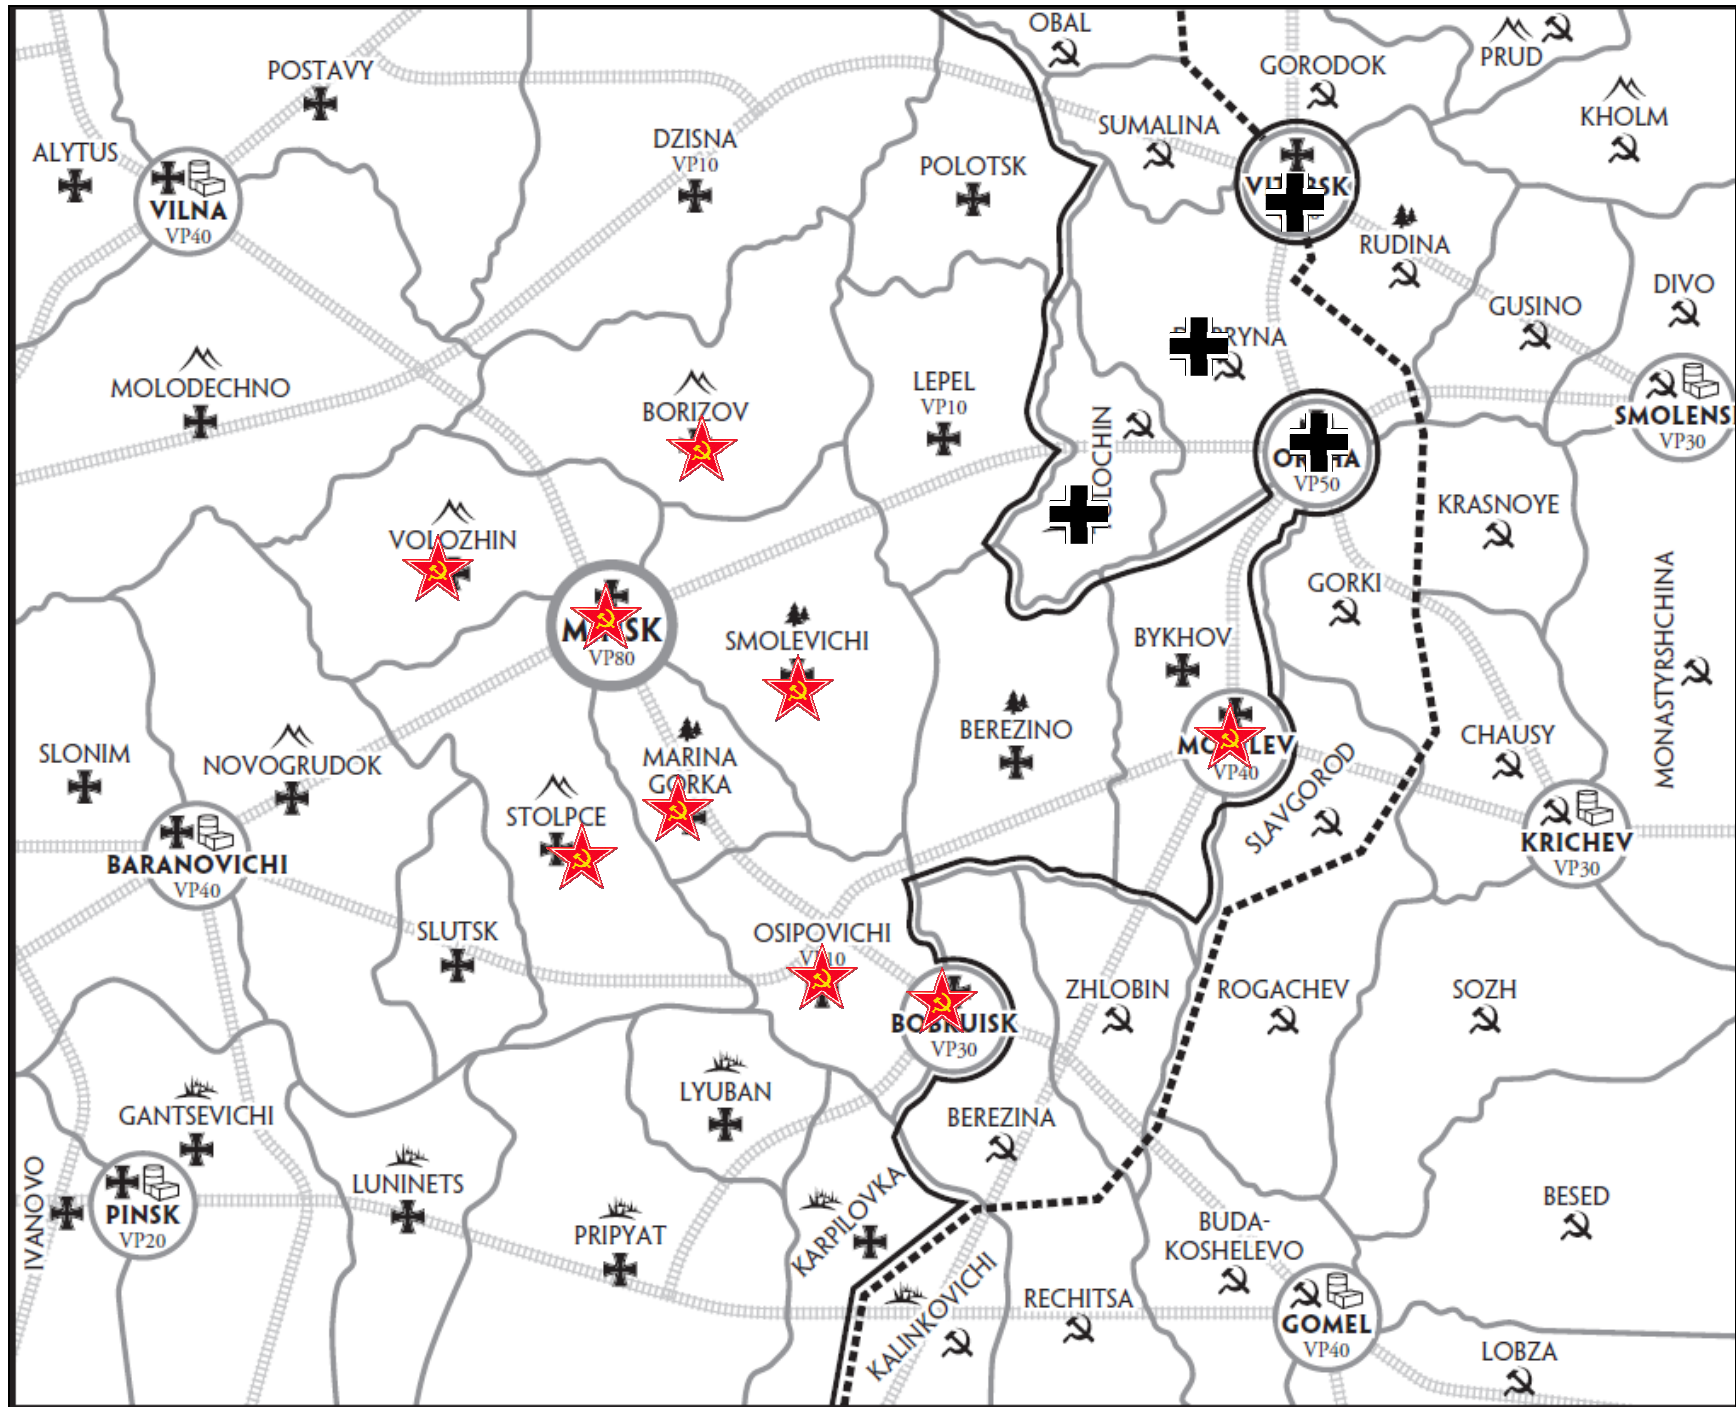 OBAL
PRUD
GORODOK
POSTAVY
KHOLM
SUMALINA
DZISNA
VP10
ALYTUS
POLOTSK
VILNA
VP40
RUDINA
DIVO
GUSINO
MOLODECHNO
LEPEL
VP10
BORIZOV
SMOLENS
VP30
VP50
KRASNOYE
VOLOZHIN
GORKI
MONASTYRSHCHINA
VP80
SMOLEVICHI
BYKHOV
BEREZINO
CHAUSY
SLONIM
NOVOGRUDOK
MARINA
GORKA
VP40
SLAVGOROD
STOLPCE
KRICHEV
VP30
BARANOVICHI
VP40
SLUTSK
OSIPOVICHI
ZHLOBIN
ROGACHEV
SOZH
BOBRUISK
VP30
LYUBAN
GANTSEVICHI
BEREZINA
IVANOVO
LUNINETS
PINSK
VP20
KARPILOVKA
PRIPYAT
BESED
BUDA-
KOSHELEVO
KALINKOVICHI
RECHITSA
GOMEL
VP40
LOBZA